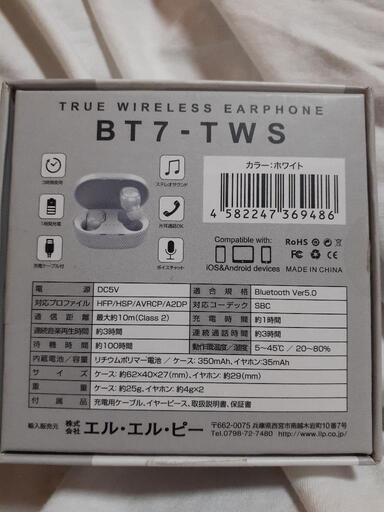 TRUE WIRELESS EARPHONE
BT7-TWS
3時間使用
ステレオサウンド
1時間充電
片耳通話OK
充電ケーブル付
ボイスチャット
カラー:ホワイト
4 582247 369486
Compatible with:
iOS&Android devices
RoHS
MADE IN CHINA
電源 DC5V 適合規格 Bluetooth Ver5.0
対応プロファイル HFP/HSP/AVRCP/A2DP 対応コーデック SBC
通信距離 最大約10m(Class 2) 充電時間 約1時間
連続音楽再生時間 約3時間 連続通話時間 約3時間
待機時間 約100時間 動作環境温度/湿度 5～45℃/20～80%
内蔵電池/容量 リチウムポリマー電池 / ケース:350mAh、イヤホン:35mAh
サイズ ケース:約62×40×27(mm)、イヤホン:約29(mm)
重量 ケース:約25g、イヤホン:約4g×2
付属品 充電用ケーブル、イヤーピース、取扱説明書、保証書
輸入販売元 株式会社 エル・エル・ピー
〒662-0075 兵庫県西宮市南越木岩町10番7号
Tel.0798-72-7480 http://www.llp.co.jp/